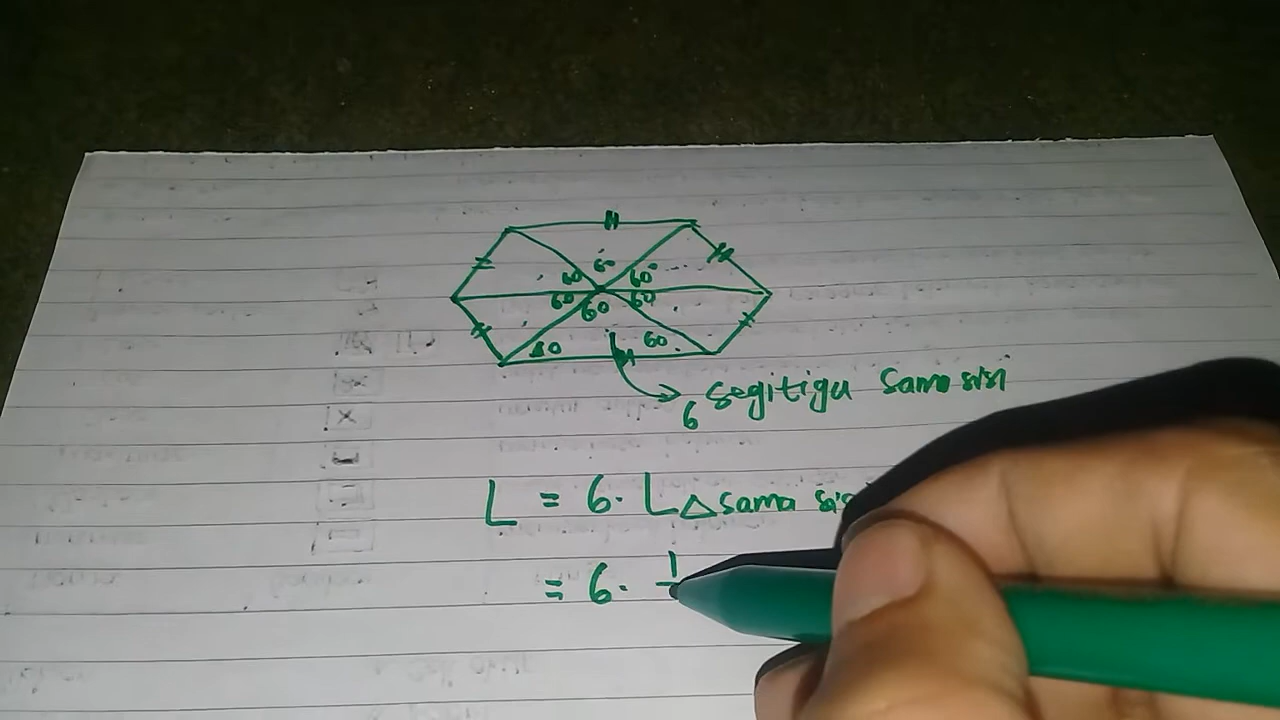 60 60 60°
60 60 60
60 60
6 segitiga sama sisi
L = 6 . L△ sama sis
= 6 . 1